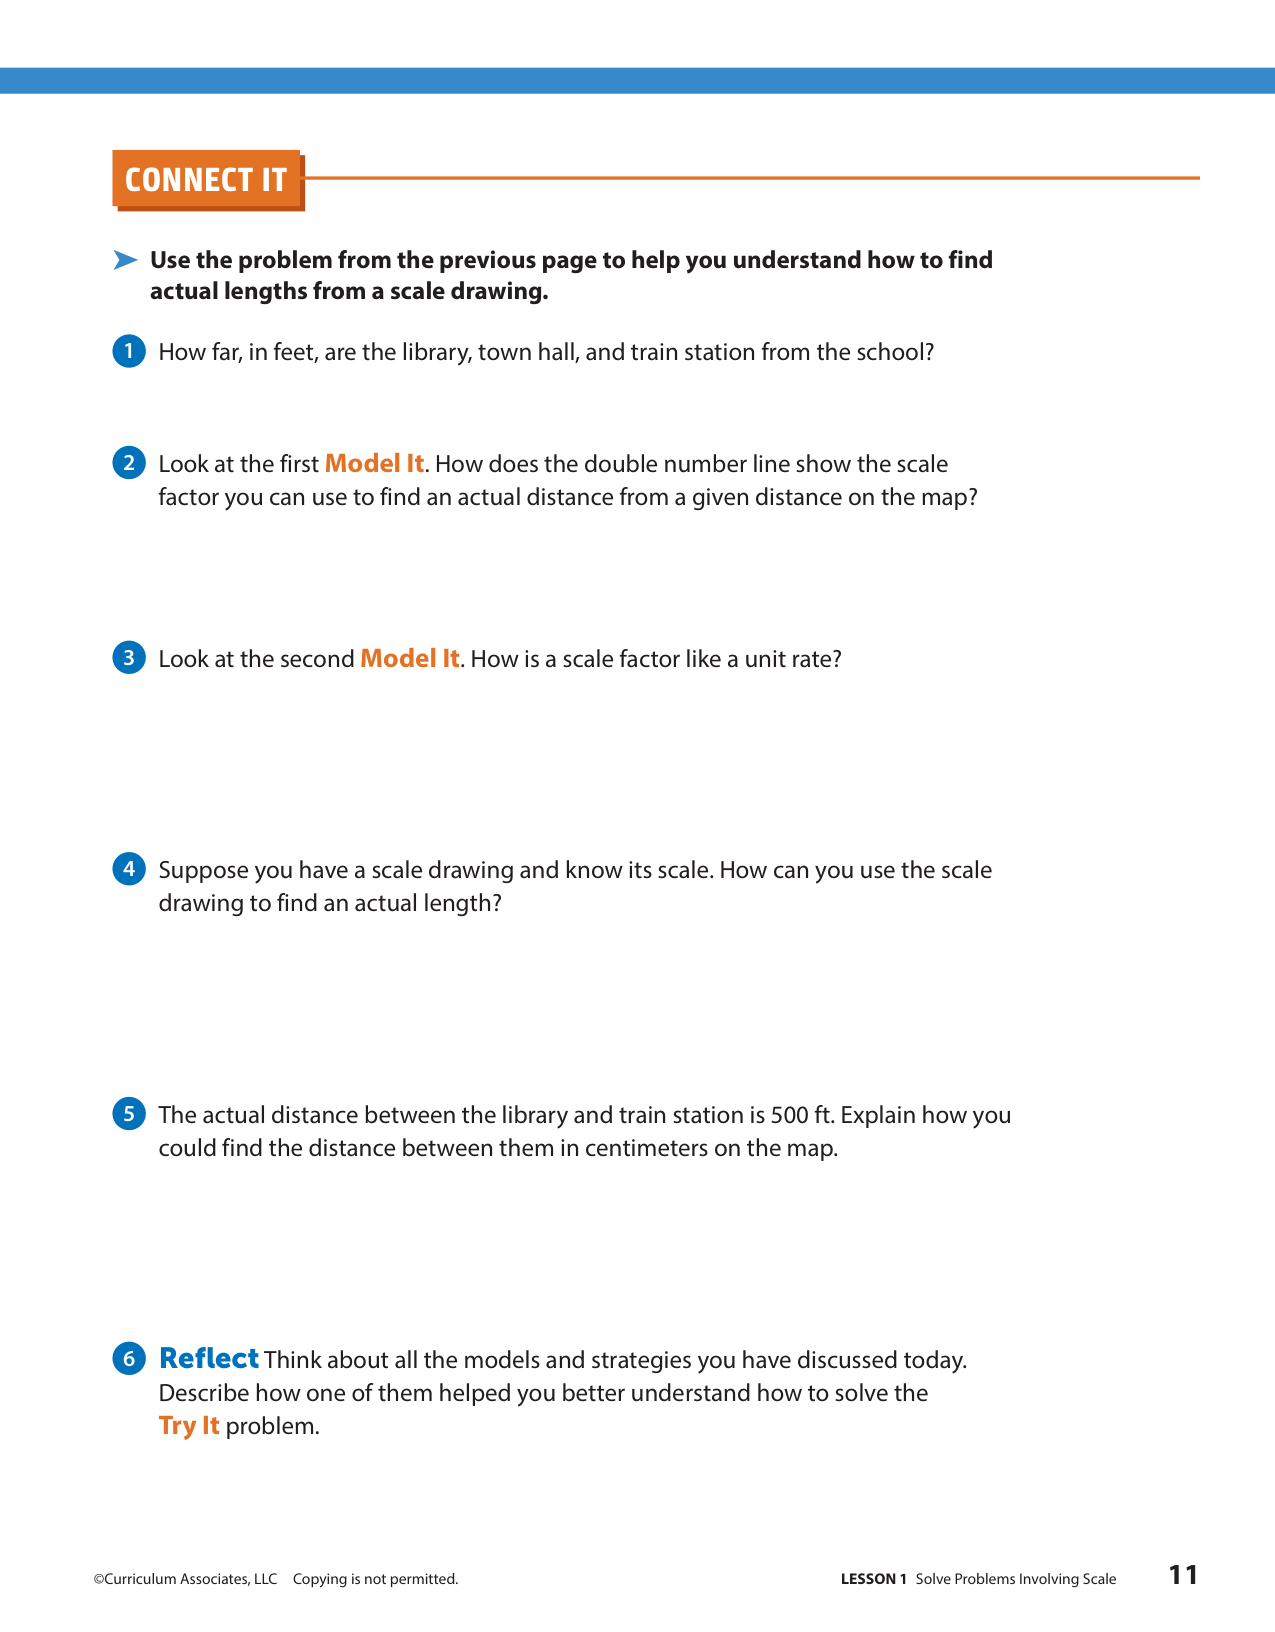 CONNECT IT
Use the problem from the previous page to help you understand how to find
actual lengths from a scale drawing.
1 How far, in feet, are the library, town hall, and train station from the school?
2 Look at the first Model It. How does the double number line show the scale
factor you can use to find an actual distance from a given distance on the map?
3 Look at the second Model It. How is a scale factor like a unit rate?
4 Suppose you have a scale drawing and know its scale. How can you use the scale
drawing to find an actual length?
5 The actual distance between the library and train station is 500 ft. Explain how you
could find the distance between them in centimeters on the map.
6 Reflect Think about all the models and strategies you have discussed today.
Describe how one of them helped you better understand how to solve the
Try It problem.
©Curriculum Associates, LLC Copying is not permitted. LESSON 1 Solve Problems Involving Scale 11